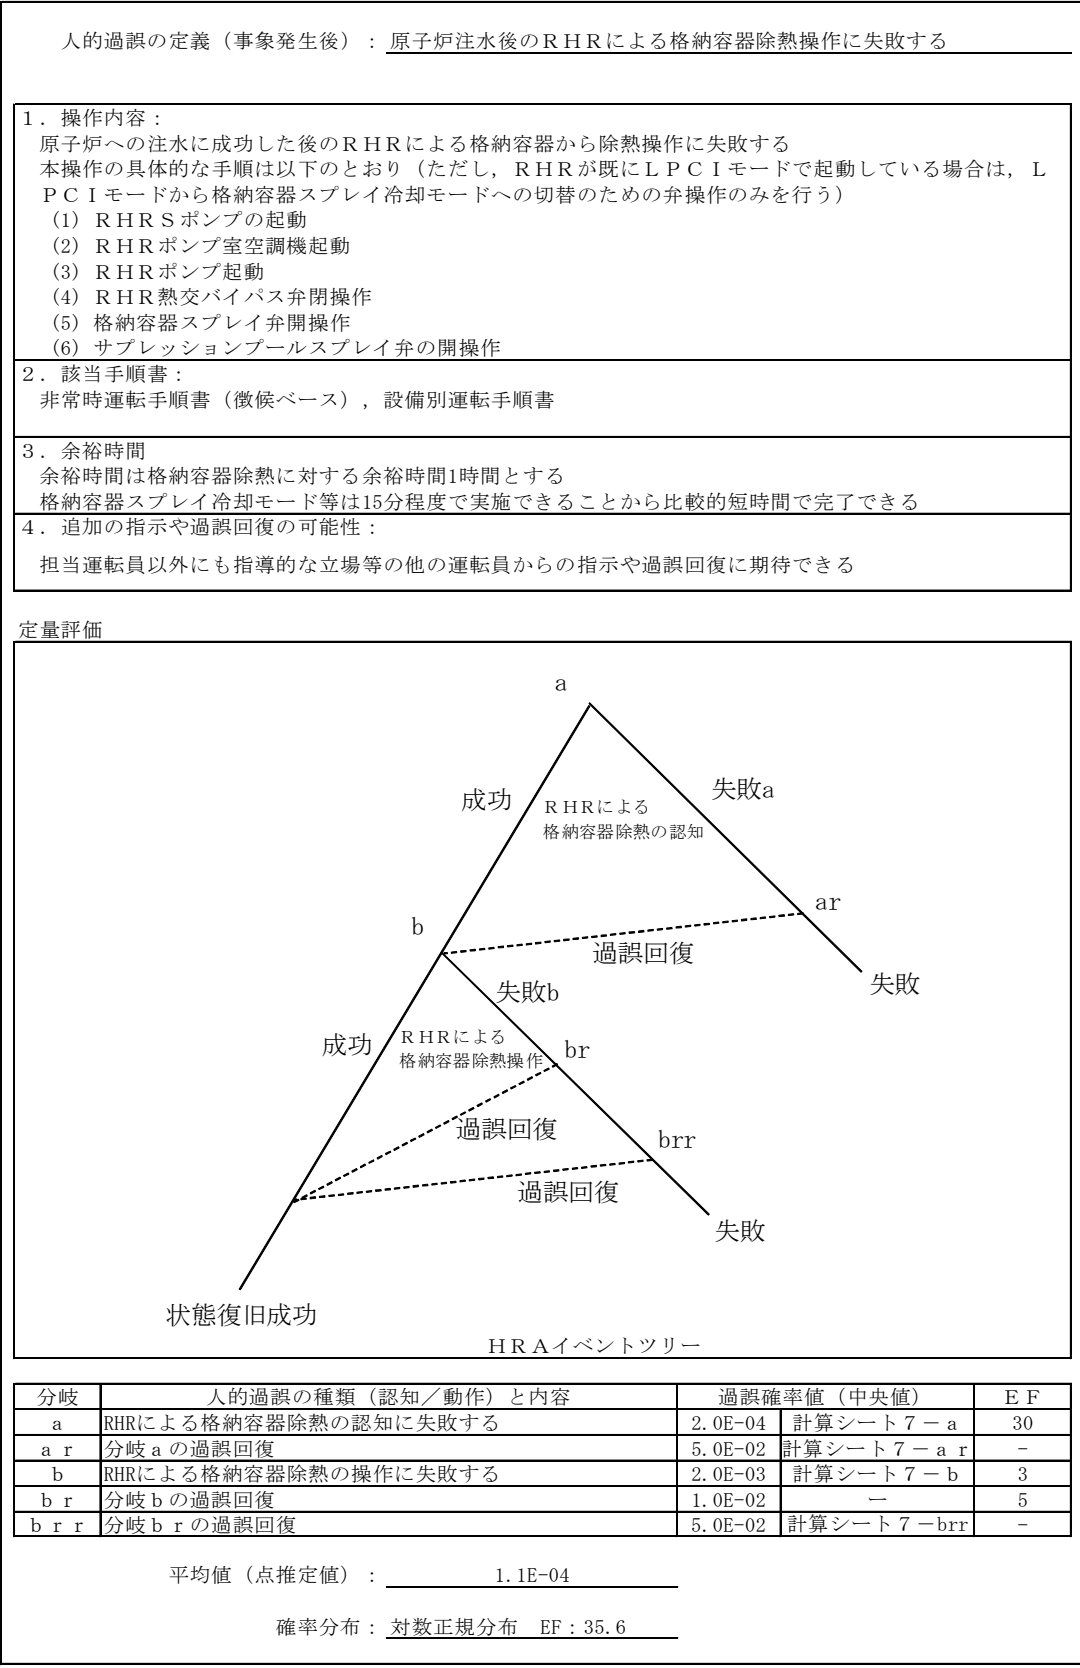 人的過誤の定義（事象発生後）：原子炉注水後のＲＨＲによる格納容器除熱操作に失敗する
１．操作内容：
原子炉への注水に成功した後のＲＨＲによる格納容器から除熱操作に失敗する
本操作の具体的な手順は以下のとおり（ただし，ＲＨＲが既にＬＰＣＩモードで起動している場合は，Ｌ
ＰＣＩモードから格納容器スプレイ冷却モードへの切替のための弁操作のみを行う）
(1) ＲＨＲＳポンプの起動
(2) ＲＨＲポンプ室空調機起動
(3) ＲＨＲポンプ起動
(4) ＲＨＲ熱交バイパス弁閉操作
(5) 格納容器スプレイ弁開操作
(6) サプレッションプールスプレイ弁の開操作
２．該当手順書：
非常時運転手順書（徴候ベース），設備別運転手順書
３．余裕時間
余裕時間は格納容器除熱に対する余裕時間1時間とする
格納容器スプレイ冷却モード等は15分程度で実施できることから比較的短時間で完了できる
４．追加の指示や過誤回復の可能性：
担当運転員以外にも指導的な立場等の他の運転員からの指示や過誤回復に期待できる
定量評価
a
成功
ＲＨＲによる
格納容器除熱の認知
失敗a
ar
b
過誤回復
失敗
失敗b
成功
ＲＨＲによる
格納容器除熱操作
br
過誤回復
brr
過誤回復
失敗
状態復旧成功
ＨＲＡイベントツリー
分岐 人的過誤の種類（認知／動作）と内容 過誤確率値（中央値） ＥＦ
a RHRによる格納容器除熱の認知に失敗する 2.0E-04 計算シート７－ａ 30
ａｒ 分岐ａの過誤回復 5.0E-02 計算シート７－ａｒ -
b RHRによる格納容器除熱の操作に失敗する 2.0E-03 計算シート７－ｂ 3
ｂｒ 分岐ｂの過誤回復 1.0E-02 ー 5
ｂｒｒ 分岐ｂｒの過誤回復 5.0E-02 計算シート７－brr -
平均値（点推定値）： 1.1E-04
確率分布：対数正規分布 EF：35.6